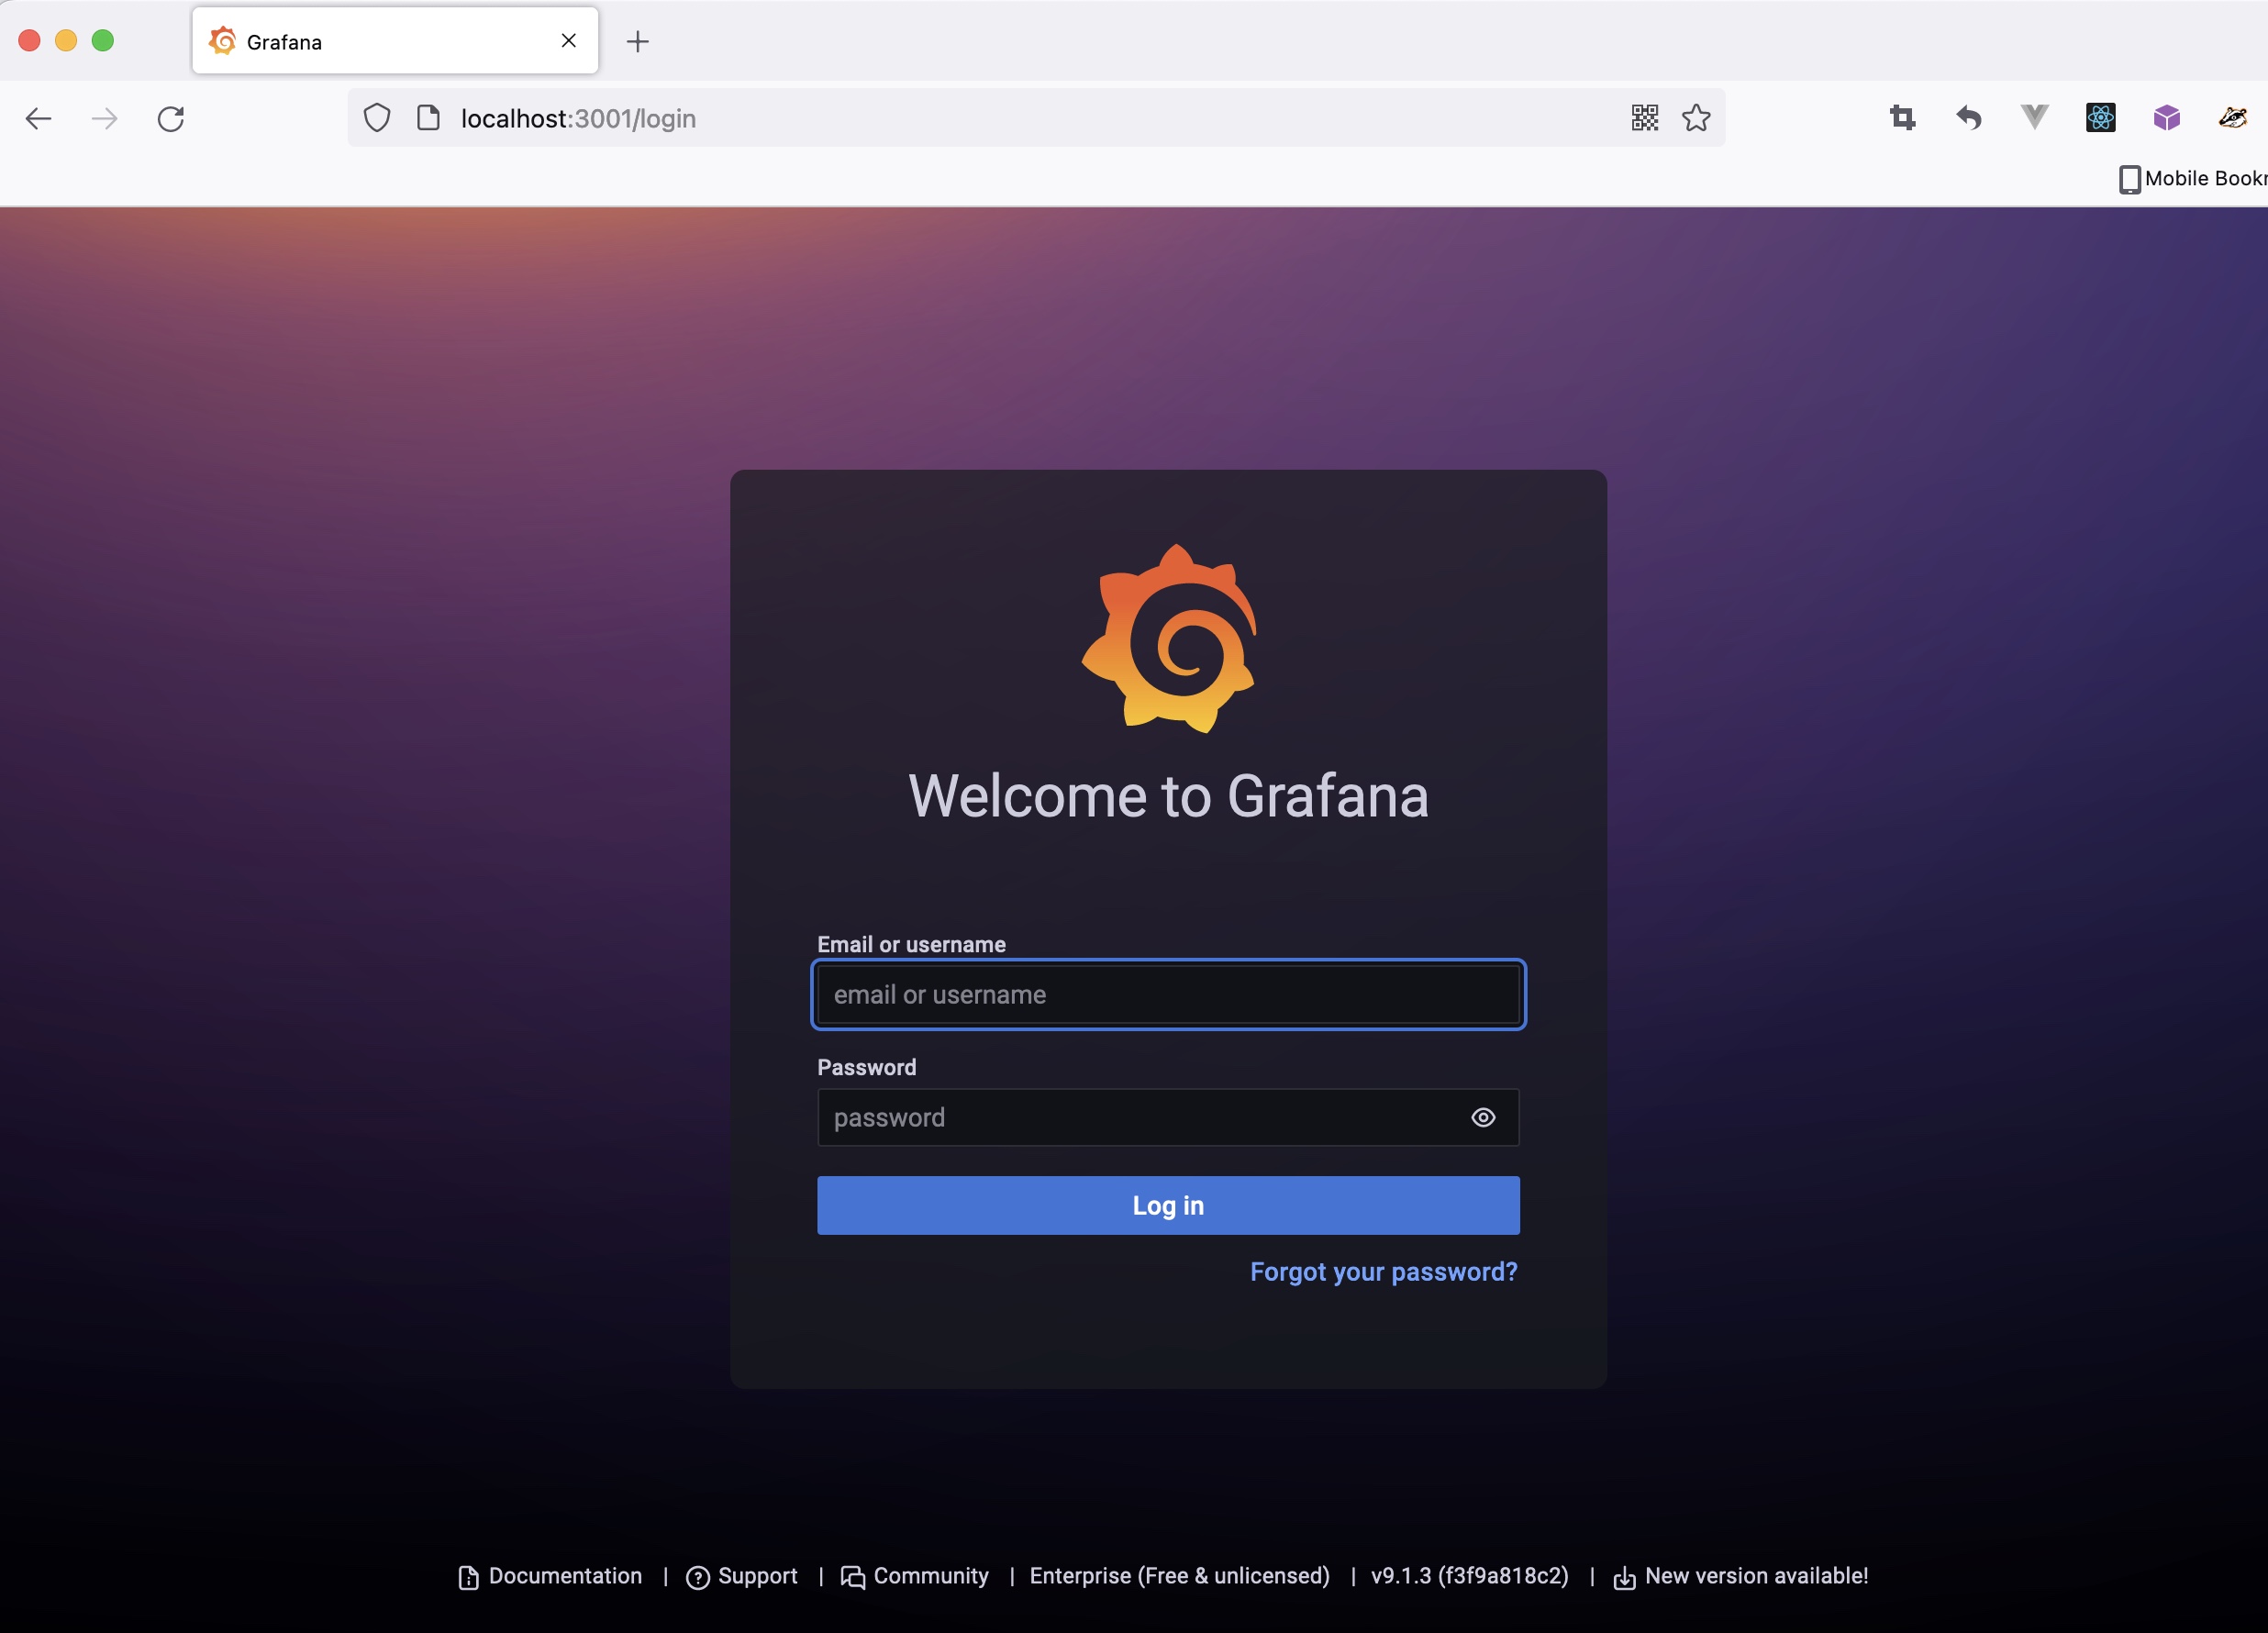 Grafana
localhost:3001/login
Mobile Bookr
Welcome to Grafana
Email or username
email or username
Password
password
Log in
Forgot your password?
Documentation | Support | Community | Enterprise (Free & unlicensed) | v9.1.3 (f3f9a818c2) | New version available!